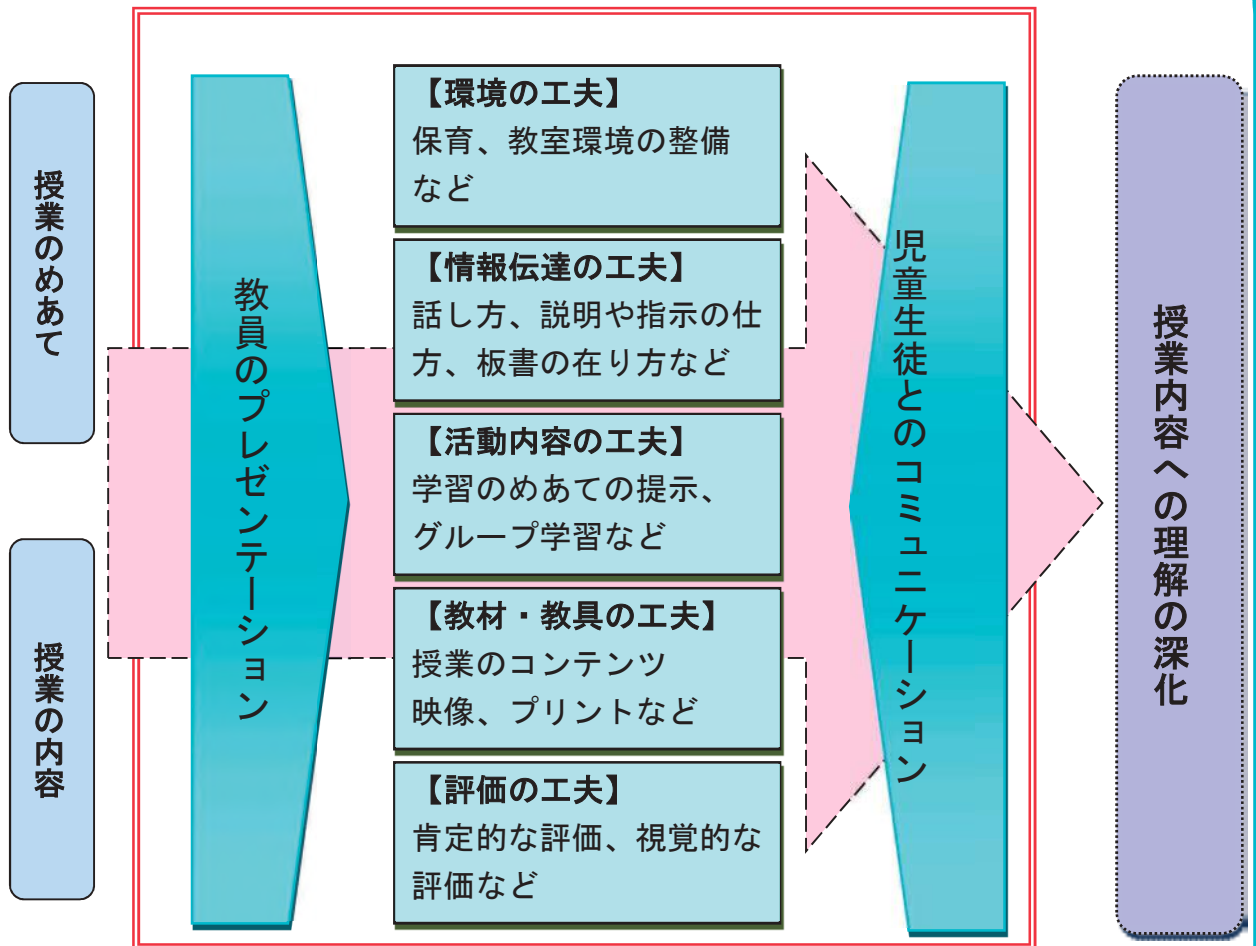 授業のめあて
授業の内容
教員のプレゼンテーション
【環境の工夫】
保育、教室環境の整備
など
【情報伝達の工夫】
話し方、説明や指示の仕
方、板書の在り方など
【活動内容の工夫】
学習のめあての提示、
グループ学習など
【教材・教具の工夫】
授業のコンテンツ
映像、プリントなど
【評価の工夫】
肯定的な評価、視覚的な
評価など
児童生徒とのコミュニケーション
授業内容への理解の深化